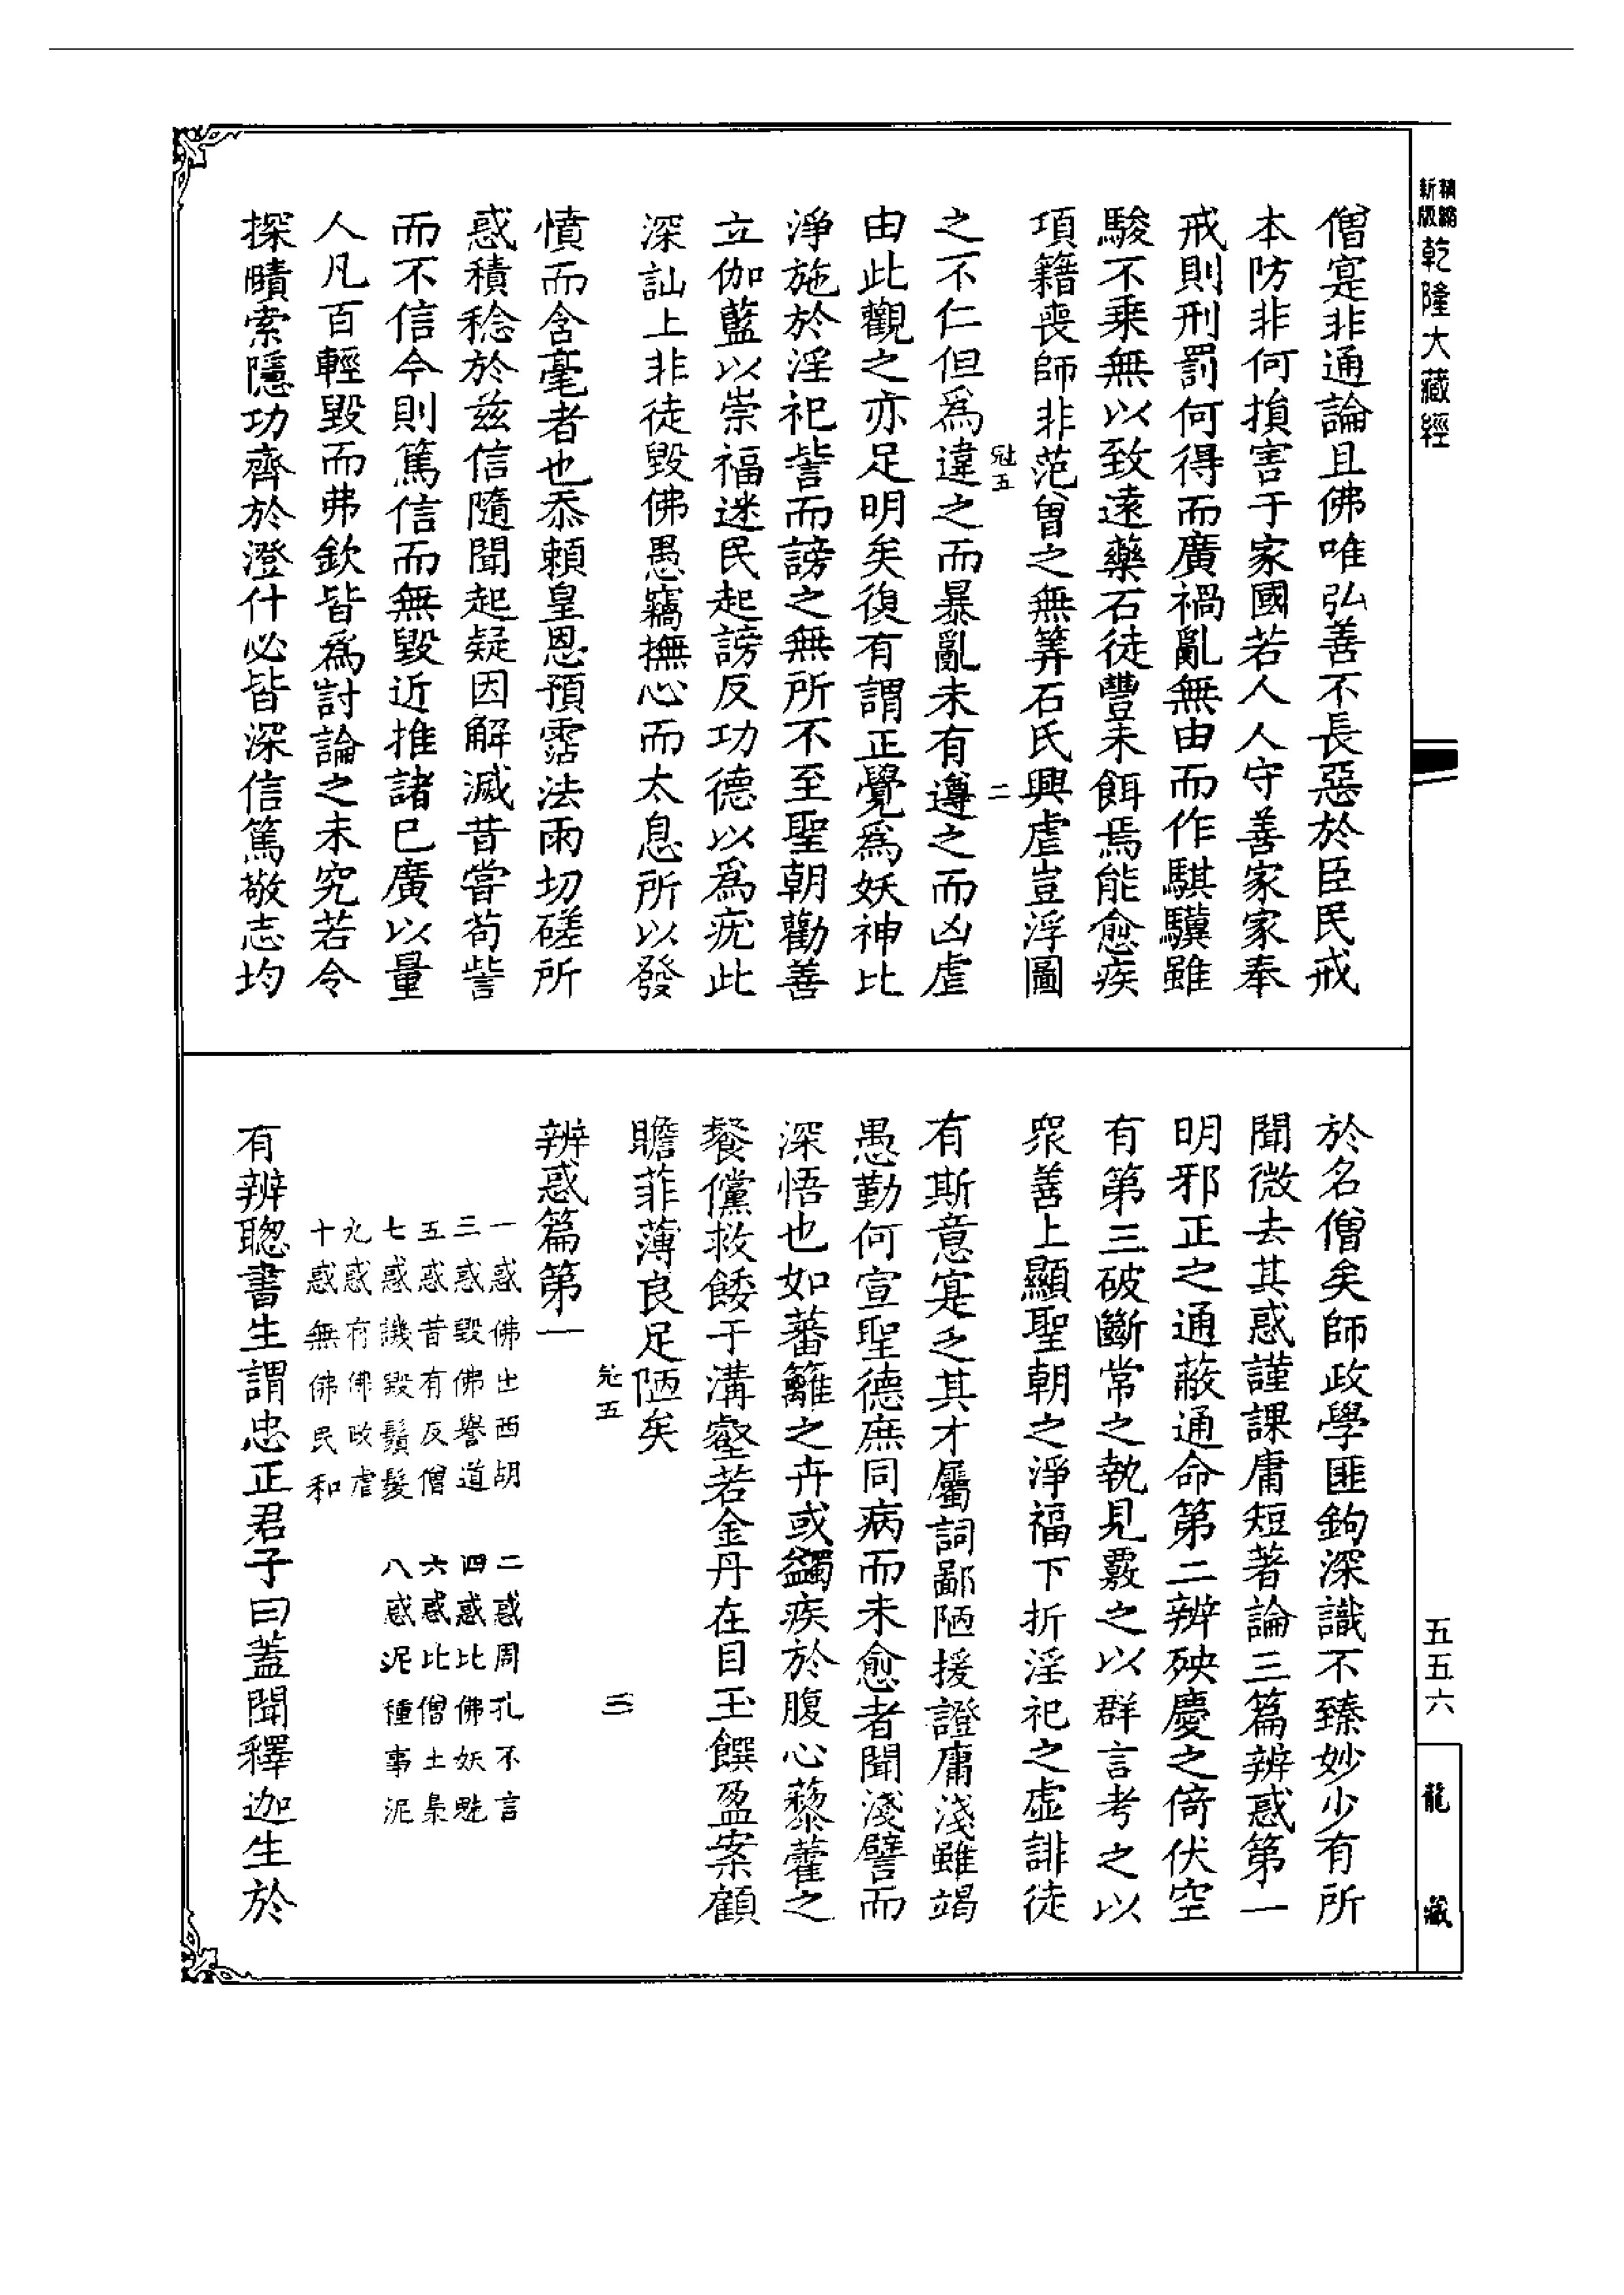 精縮新版乾隆大藏經
僧寔非通論且佛唯弘善不長惡於臣民戒
本防非何損害于家國若人人守善家家奉
戒則刑罰何得而廣禍亂無由而作騏驥雖
駿不乘無以致遠藥石徒豐未餌焉能愈疾
項籍喪師非范曾之無筭石氏興虐豈浮圖
之不仁但爲違之而暴亂未有遵之而凶虐
由此觀之亦足明矣復有謂正覺爲妖神比
淨施於淫祀訾而謗之無所不至聖朝勸善
立伽藍以崇福迷民起謗反功德以爲疣此
深訕上非徒毀佛愚竊撫心而太息所以發
憤而含毫者也忝賴皇恩預霑法雨切磋所
惑積稔於兹信隨聞起疑因解滅昔嘗茍訾
而不信今則篤信而無毀近推諸已廣以量
人凡百輕毀而弗欽皆爲討論之未究若令
探賾索隱功齊於澄什必皆深信篤敬志均
於名僧矣師政學匪鉤深識不臻妙少有所
聞微去其惑謹課庸短著論三篇辨惑第一
明邪正之通蔽通命第二辨殃慶之倚伏空
有第三破斷常之執見覈之以群言考之以
衆善上顯聖朝之淨福下折淫祀之虛誹徒
有斯意寔乏其才屬詞鄙陋援證庸淺雖竭
愚勤何宣聖德庶同病而未愈者聞淺譬而
深悟也如蕃籬之卉或蠲疾於腹心藜藿之
餐儻救餧于溝壑若金丹在目玉饌盈案顧
瞻菲薄良足陋矣
辨惑篇第一
一惑佛出西胡　二惑周孔不言
三惑毀佛譽道　四惑比佛妖魅
五惑昔有反僧　六惑比僧土梟
七惑譏毀鬚髮　八惑泥種事泥
九惑有佛政虐
十惑無佛民和
有辨聰書生謂忠正君子曰蓋聞釋迦生於
五五六
龍藏